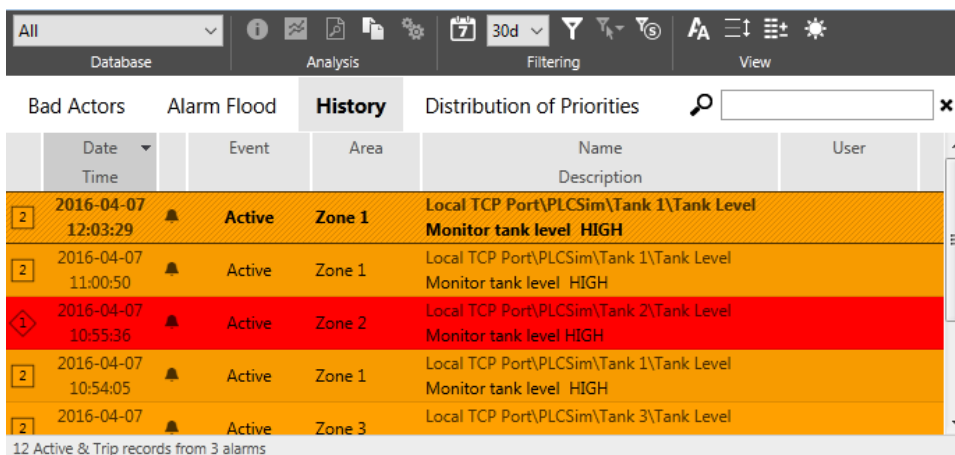 All
7
30d
S
A A
Database
Analysis
Filtering
View
Bad Actors
Alarm Flood
History
Distribution of Priorities
Date
Event
Area
Name
User
Time
Description
2
2016-04-07
12:03:29
Active
Zone 1
Local TCP Port\PLCSim\Tank 1\Tank Level
Monitor tank level HIGH
2
2016-04-07
11:00:50
Active
Zone 1
Local TCP Port\PLCSim\Tank 1\Tank Level
Monitor tank level HIGH
1
2016-04-07
10:55:36
Active
Zone 2
Local TCP Port\PLCSim\Tank 2\Tank Level
Monitor tank level HIGH
2
2016-04-07
10:54:05
Active
Zone 1
Local TCP Port\PLCSim\Tank 1\Tank Level
Monitor tank level HIGH
2
2016-04-07
Active
Zone 3
Local TCP Port\PLCSim\Tank 3\Tank Level
12 Active & Trip records from 3 alarms